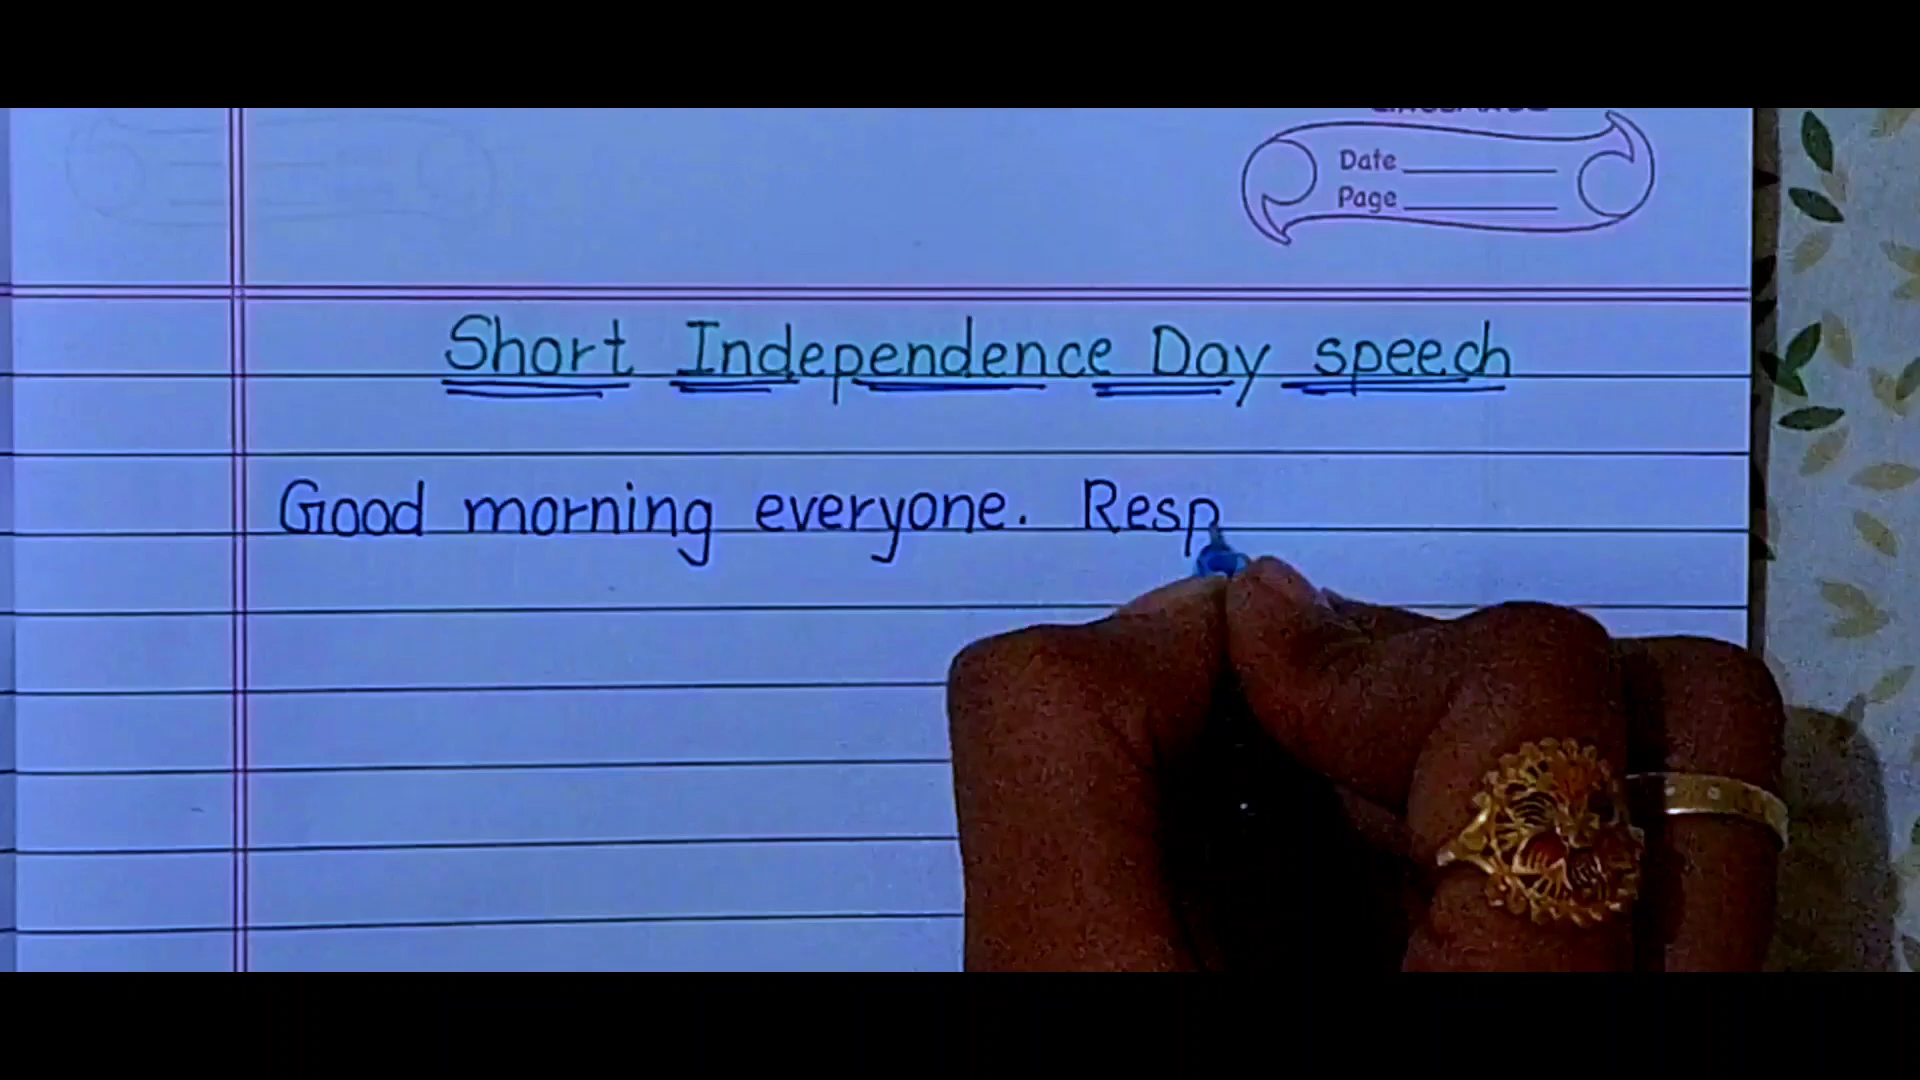 Date
Page
Short Independence Day speech
Good morning everyone. Resp